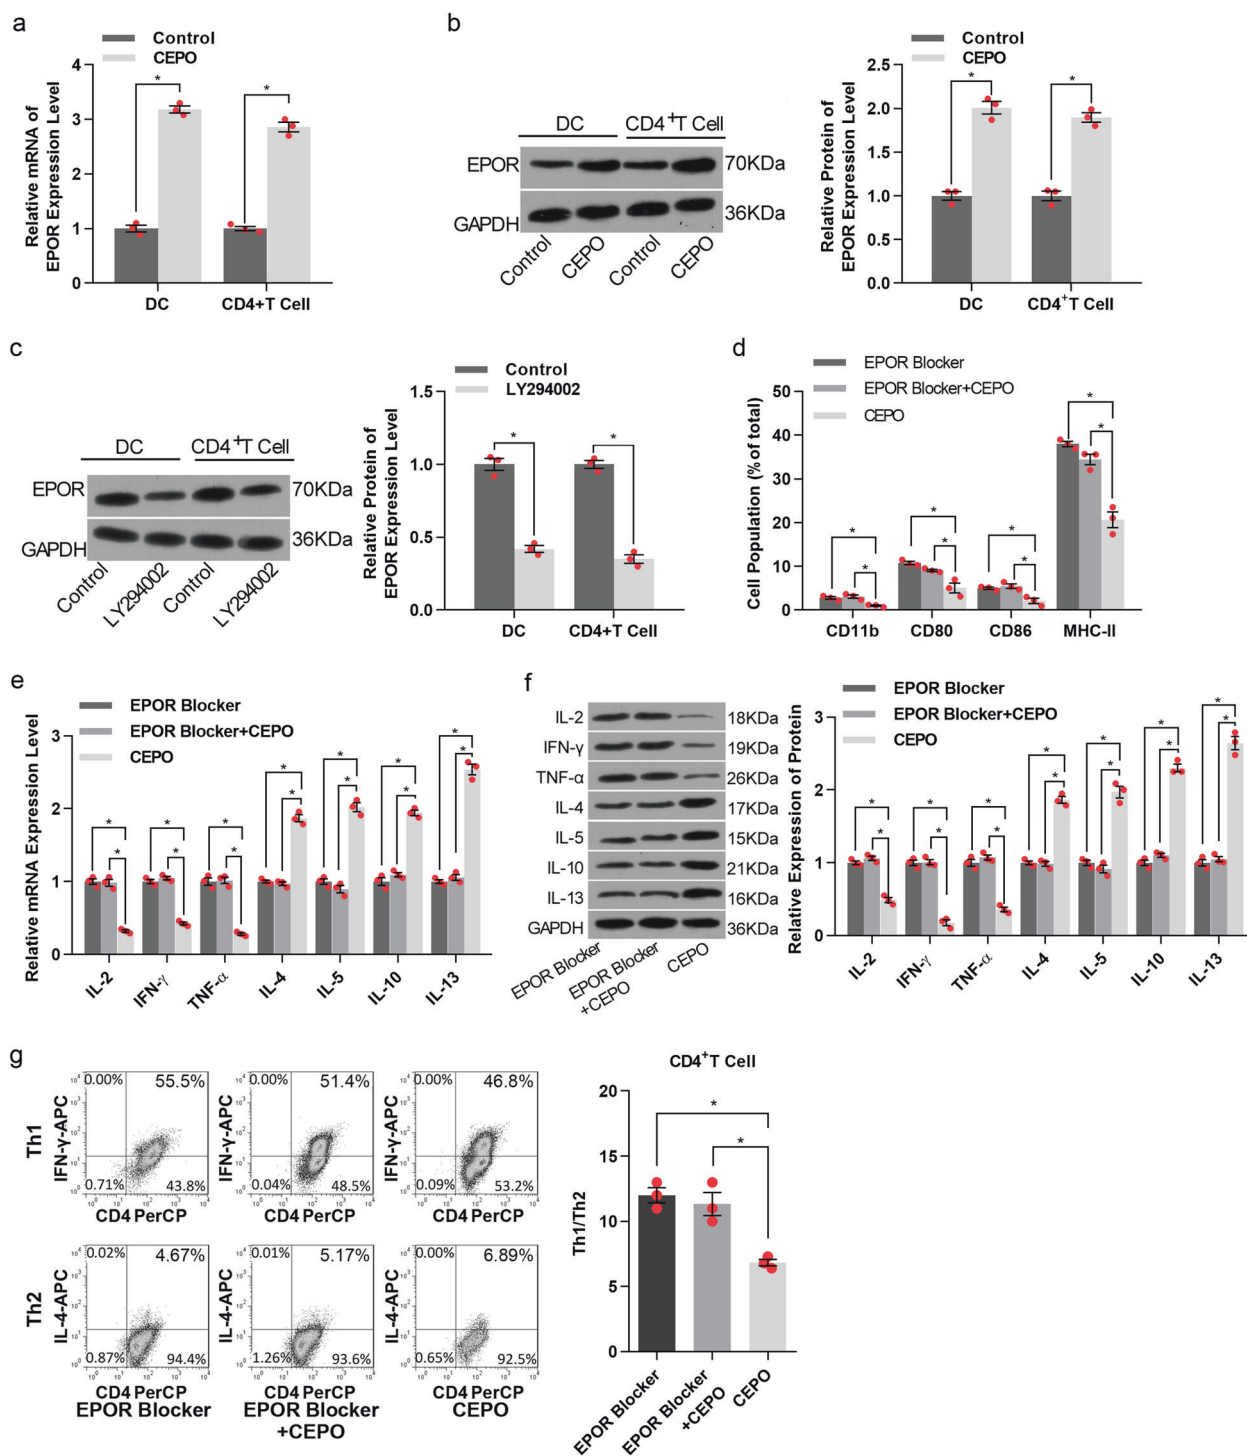 a
Control
CEPO
Relative mRNA of
EPOR Expression Level
4
3
2
1
0
*
*
DC
CD4+T Cell
b
DC
CD4+T Cell
EPOR
70KDa
GAPDH
36KDa
Control
CEPO
Control
CEPO
Control
CEPO
Relative Protein of
EPOR Expression Level
2.5
2.0
1.5
1.0
0.5
0.0
*
*
DC
CD4+T Cell
c
DC
CD4+T Cell
EPOR
70KDa
GAPDH
36KDa
Control
LY294002
Control
LY294002
Control
LY294002
Relative Protein of
EPOR Expression Level
1.5
1.0
0.5
0.0
*
*
DC
CD4+T Cell
d
EPOR Blocker
EPOR Blocker+CEPO
CEPO
Cell Population (% of total)
50
40
30
20
10
0
*
*
*
*
*
*
*
*
CD11b
CD80
CD86
MHC-II
e
EPOR Blocker
EPOR Blocker+CEPO
CEPO
Relative mRNA Expression Level
3
2
1
0
*
*
*
*
*
*
*
*
*
*
*
*
*
*
IL-2
IFN-γ
TNF-α
IL-4
IL-5
IL-10
IL-13
f
IL-2
18KDa
IFN-γ
19KDa
TNF-α
26KDa
IL-4
17KDa
IL-5
15KDa
IL-10
21KDa
IL-13
16KDa
GAPDH
36KDa
EPOR Blocker
EPOR Blocker
+CEPO
CEPO
EPOR Blocker
EPOR Blocker+CEPO
CEPO
Relative Expression of Protein
3
2
1
0
*
*
*
*
*
*
*
*
*
*
*
*
*
*
IL-2
IFN-γ
TNF-α
IL-4
IL-5
IL-10
IL-13
g
Th1
IFN-γ-APC
0.00%
55.5%
0.71%
43.8%
CD4 PerCP
IFN-γ-APC
0.00%
51.4%
0.04%
48.5%
CD4 PerCP
IFN-γ-APC
0.00%
46.8%
0.09%
53.2%
CD4 PerCP
Th2
IL-4-APC
0.02%
4.67%
0.87%
94.4%
CD4 PerCP
EPOR Blocker
IL-4-APC
0.01%
5.17%
1.26%
93.6%
CD4 PerCP
EPOR Blocker
+CEPO
IL-4-APC
0.00%
6.89%
0.65%
92.5%
CD4 PerCP
CEPO
CD4+T Cell
Th1/Th2
20
15
10
5
0
*
*
EPOR Blocker
EPOR Blocker
+CEPO
CEPO